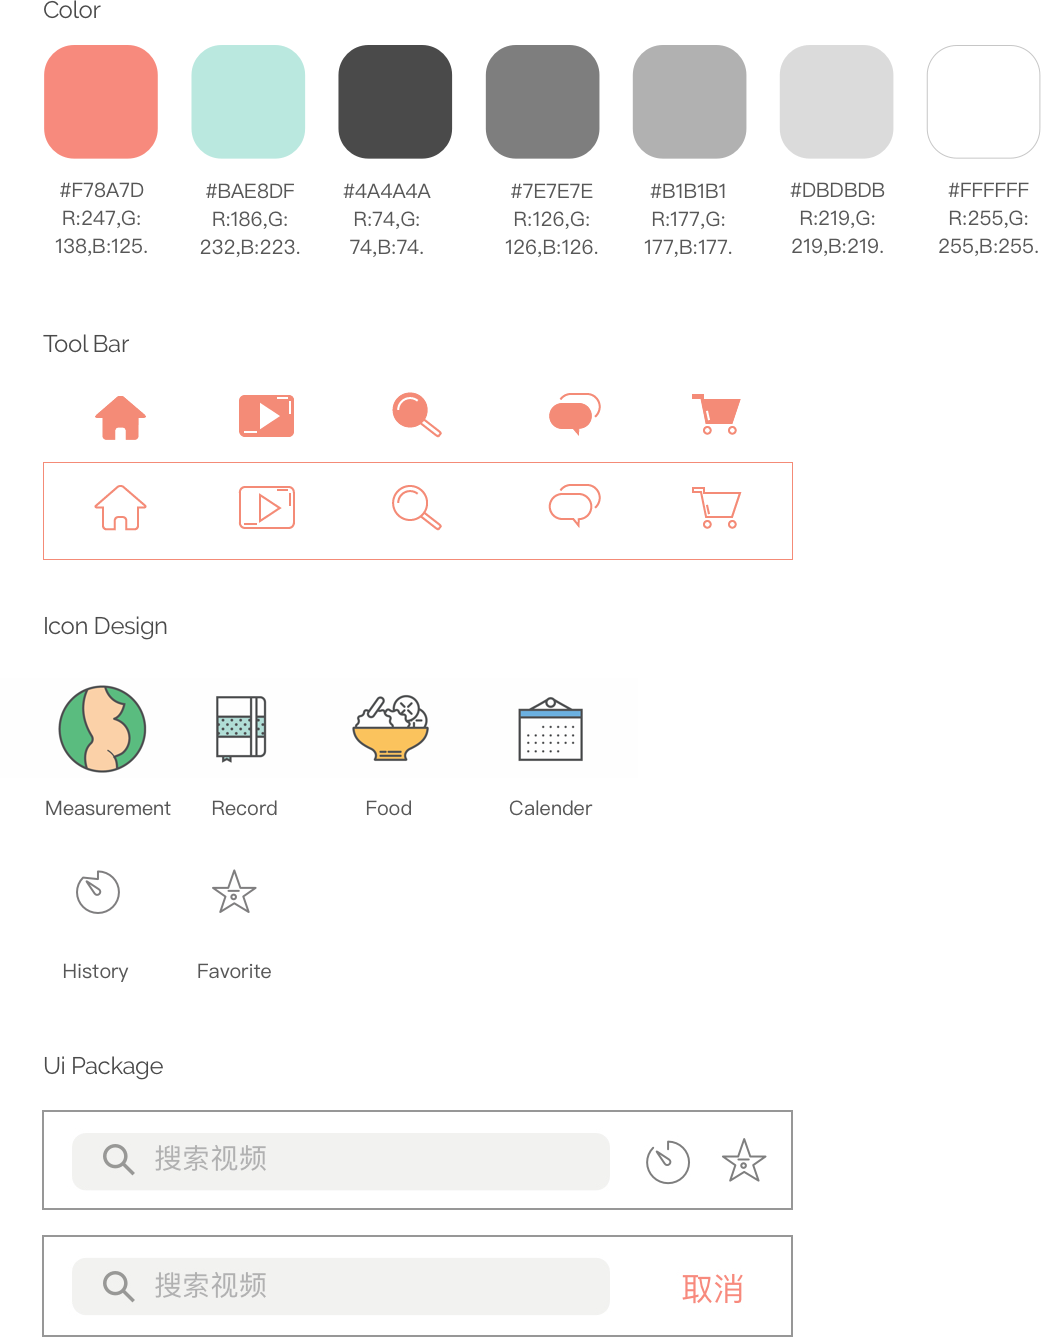 Color
#F78A7D #BAE8DF #4A4A4A #7E7E7E #B1B1B1 #DBDBDB #FFFFFF
R:247,G: R:186,G: R:74,G: R:126,G: R:177,G: R:219,G: R:255,G:
138,B:125. 232,B:223. 74,B:74. 126,B:126. 177,B:177. 219,B:219. 255,B:255.
Tool Bar
Icon Design
Measurement Record Food Calender
History Favorite
Ui Package
搜索视频
搜索视频 取消